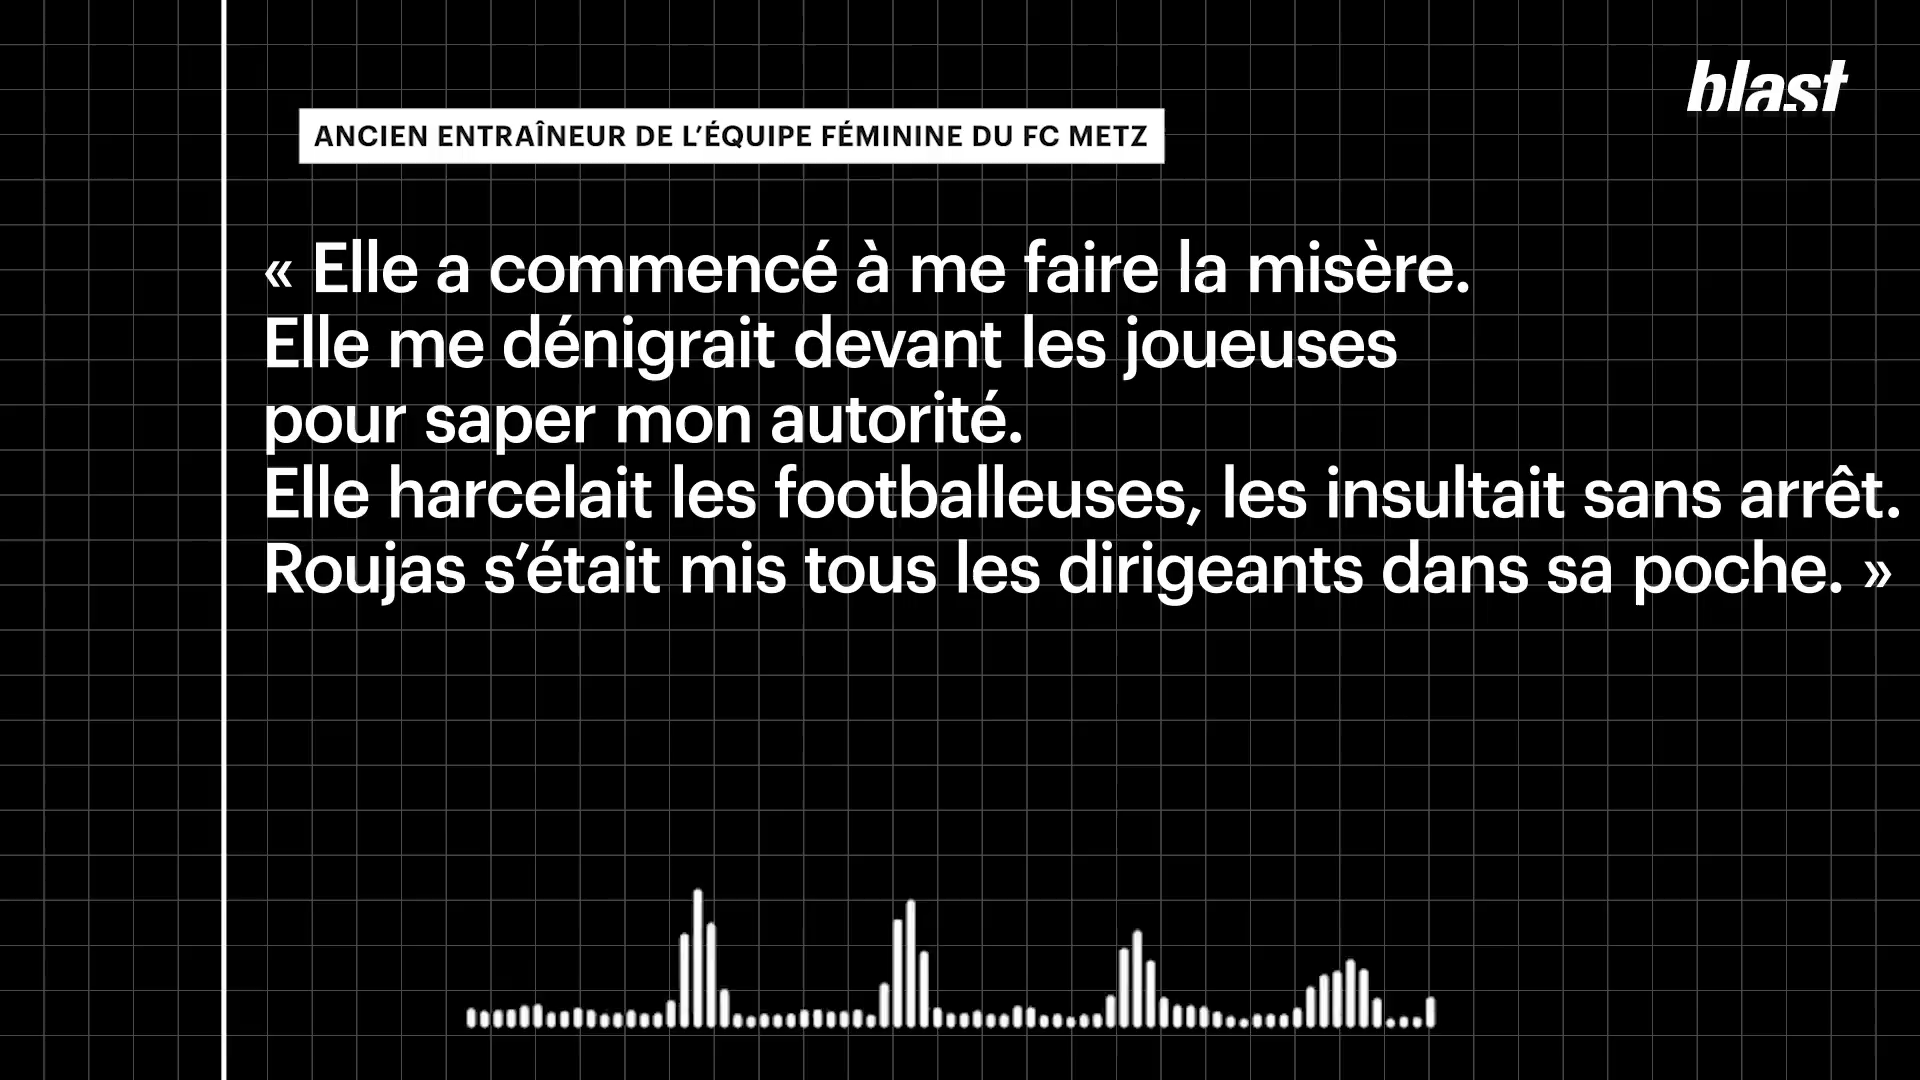 blast
ANCIEN ENTRAÎNEUR DE L’ÉQUIPE FÉMININE DU FC METZ
« Elle a commencé à me faire la misère.
Elle me dénigrait devant les joueuses
pour saper mon autorité.
Elle harcelait les footballeuses, les insultait sans arrêt.
Roujas s’était mis tous les dirigeants dans sa poche. »